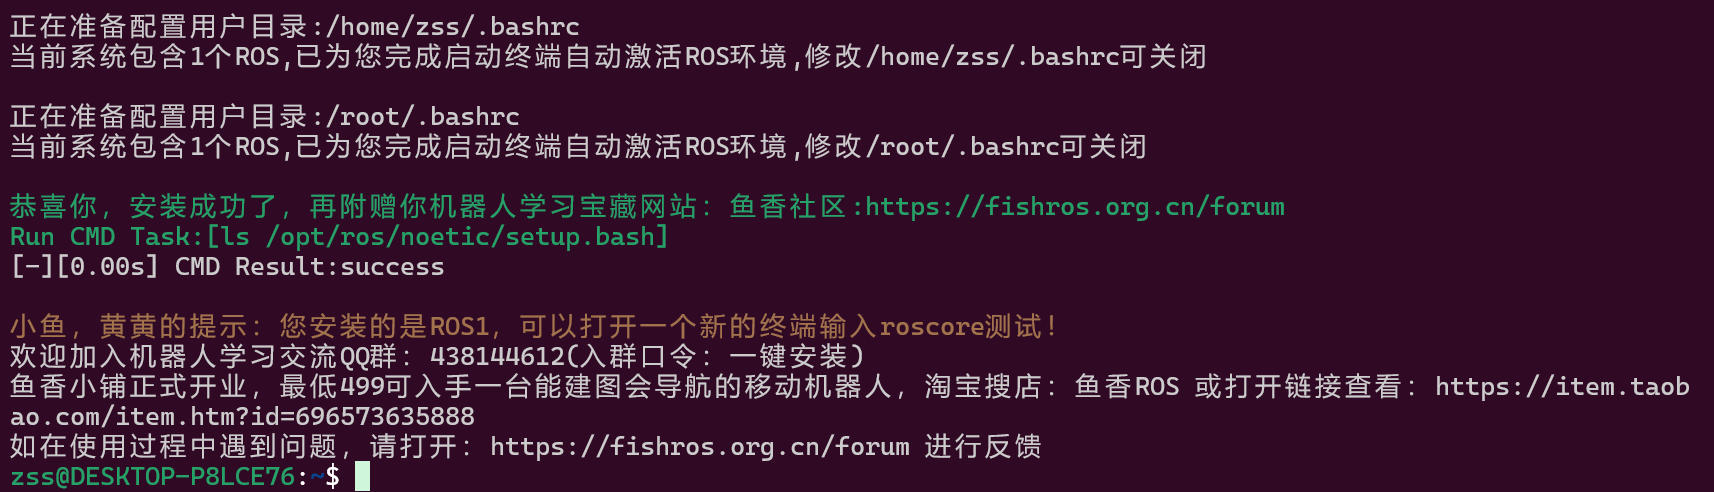 正在准备配置用户目录:/home/zss/.bashrc
当前系统包含1个ROS,已为您完成启动终端自动激活ROS环境,修改/home/zss/.bashrc可关闭
正在准备配置用户目录:/root/.bashrc
当前系统包含1个ROS,已为您完成启动终端自动激活ROS环境,修改/root/.bashrc可关闭
恭喜你，安装成功了，再附赠你机器人学习宝藏网站：鱼香社区:https://fishros.org.cn/forum
Run CMD Task:[ls /opt/ros/noetic/setup.bash]
[-][0.00s] CMD Result:success
小鱼，黄黄的提示：您安装的是ROS1，可以打开一个新的终端输入roscore测试！
欢迎加入机器人学习交流QQ群：438144612(入群口令：一键安装)
鱼香小铺正式开业，最低499可入手一台能建图会导航的移动机器人，淘宝搜店：鱼香ROS 或打开链接查看：https://item.taob
ao.com/item.htm?id=696573635888
如在使用过程中遇到问题，请打开：https://fishros.org.cn/forum 进行反馈
zss@DESKTOP-P8LCE76:~$